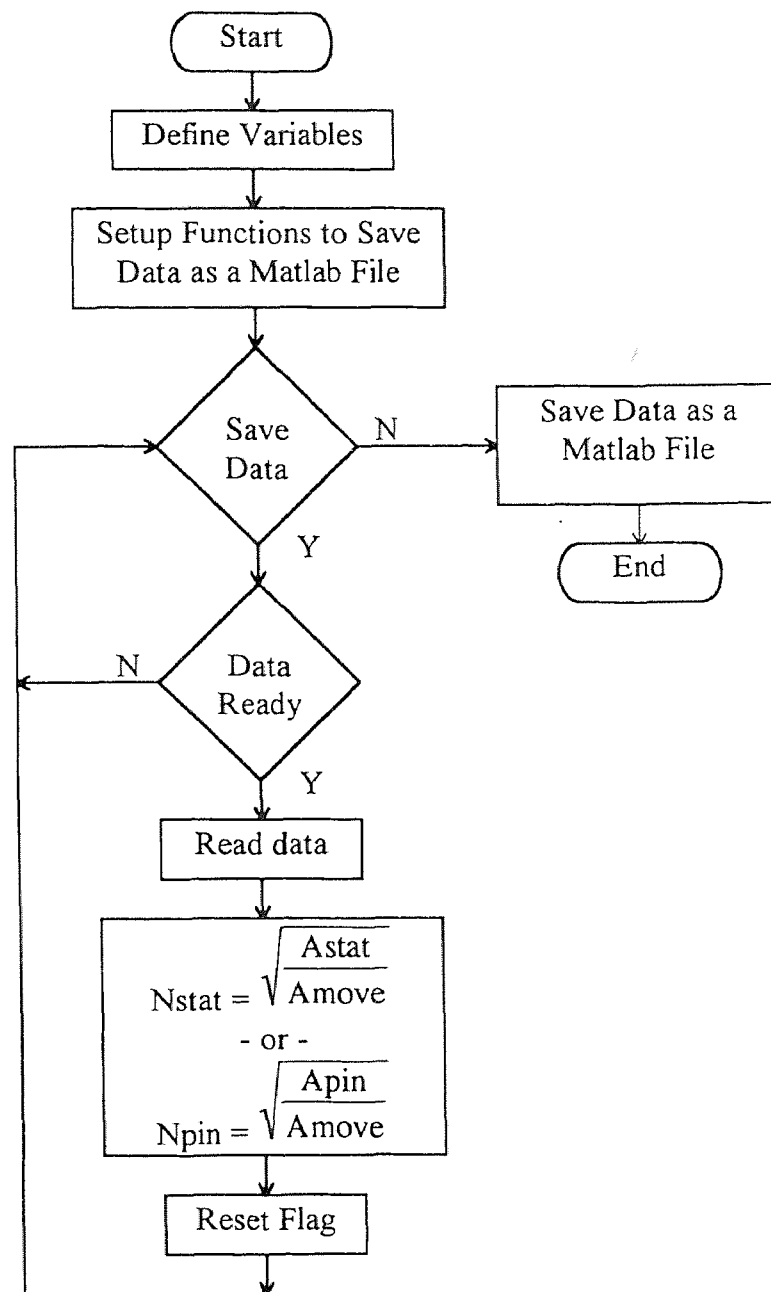 Start
Define Variables
Setup Functions to Save
Data as a Matlab File
Save
Data
N
Save Data as a
Matlab File
Y
End
N
Data
Ready
Y
Read data
Nstat = √(Astat/Amove)
- or -
Npin = √(Apin/Amove)
Reset Flag